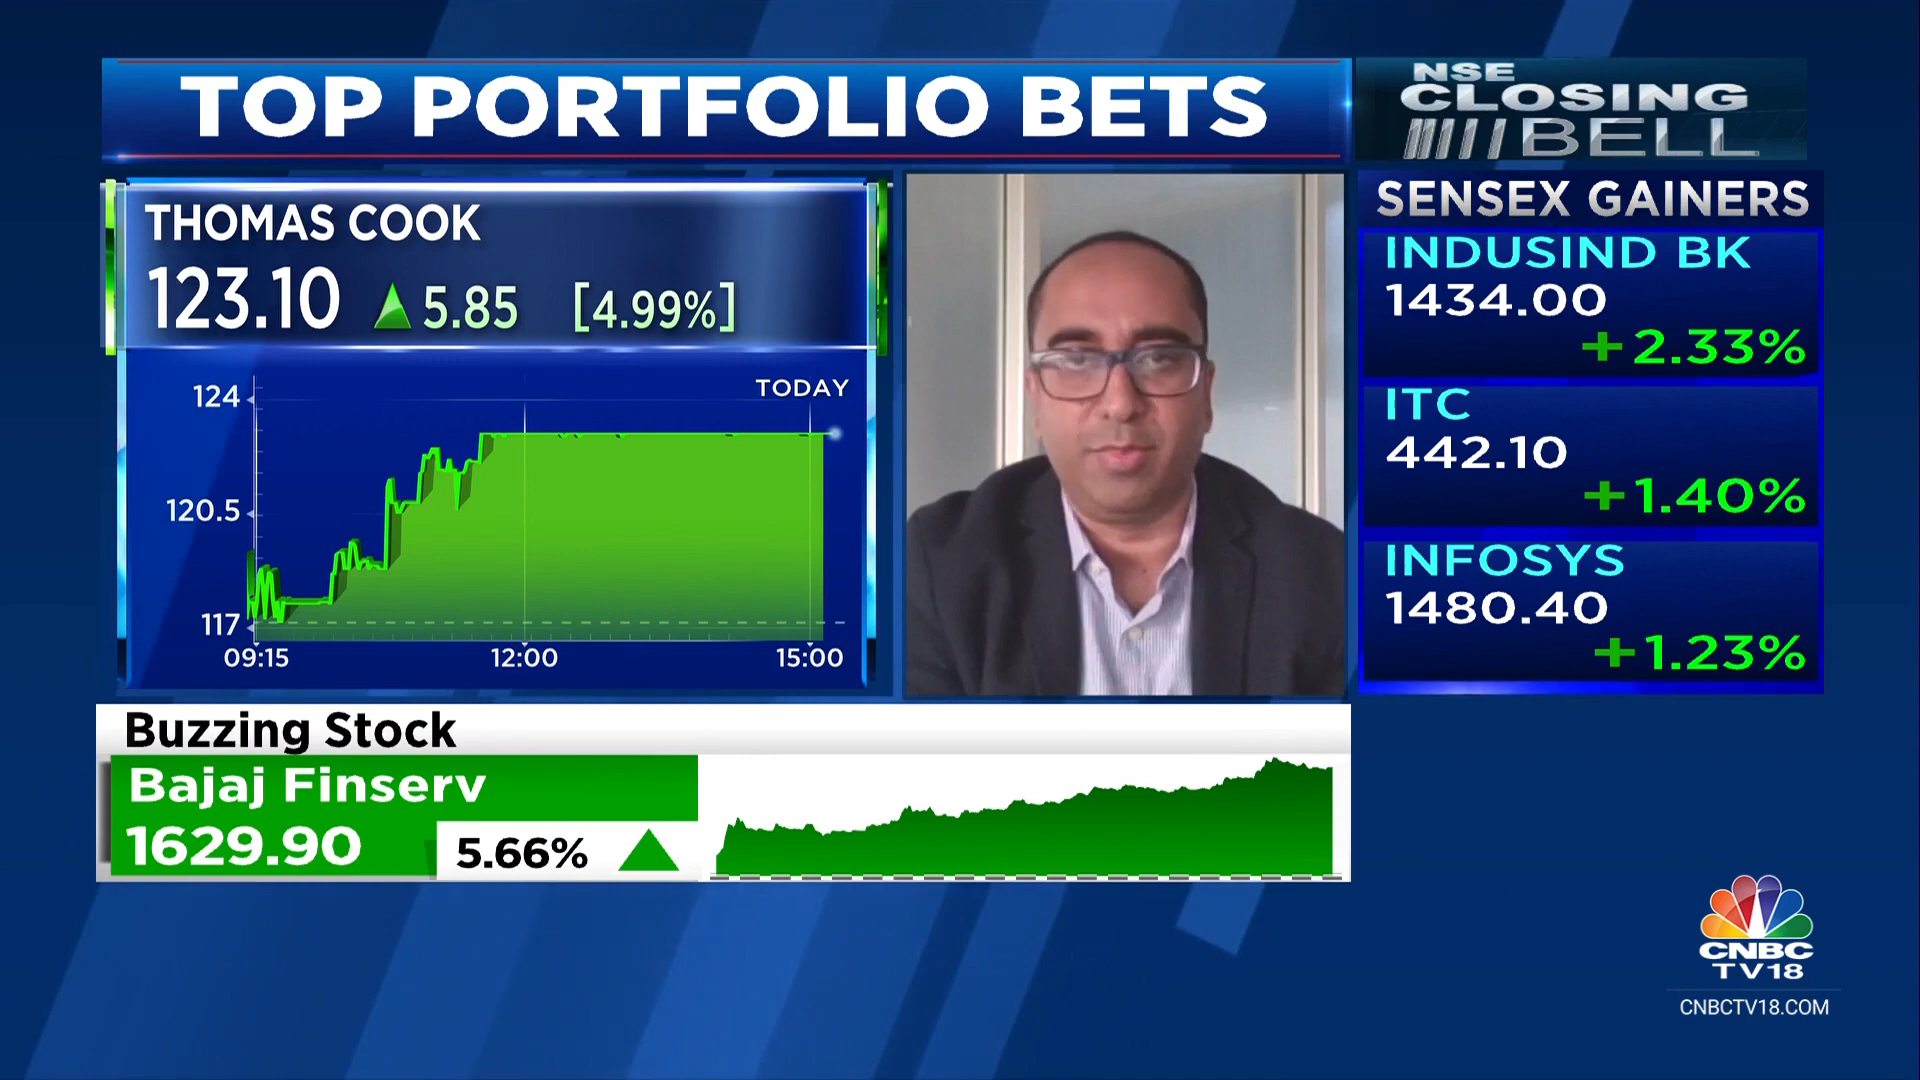 TOP PORTFOLIO BETS
NSE
CLOSING
BELL
THOMAS COOK
123.10 ▲ 5.85 [4.99%]
TODAY
124
120.5
117
09:15 12:00 15:00
SENSEX GAINERS
INDUSIND BK
1434.00
+2.33%
ITC
442.10
+1.40%
INFOSYS
1480.40
+1.23%
Buzzing Stock
Bajaj Finserv
1629.90 5.66% ▲
CNBC
TV18
CNBCTV18.COM